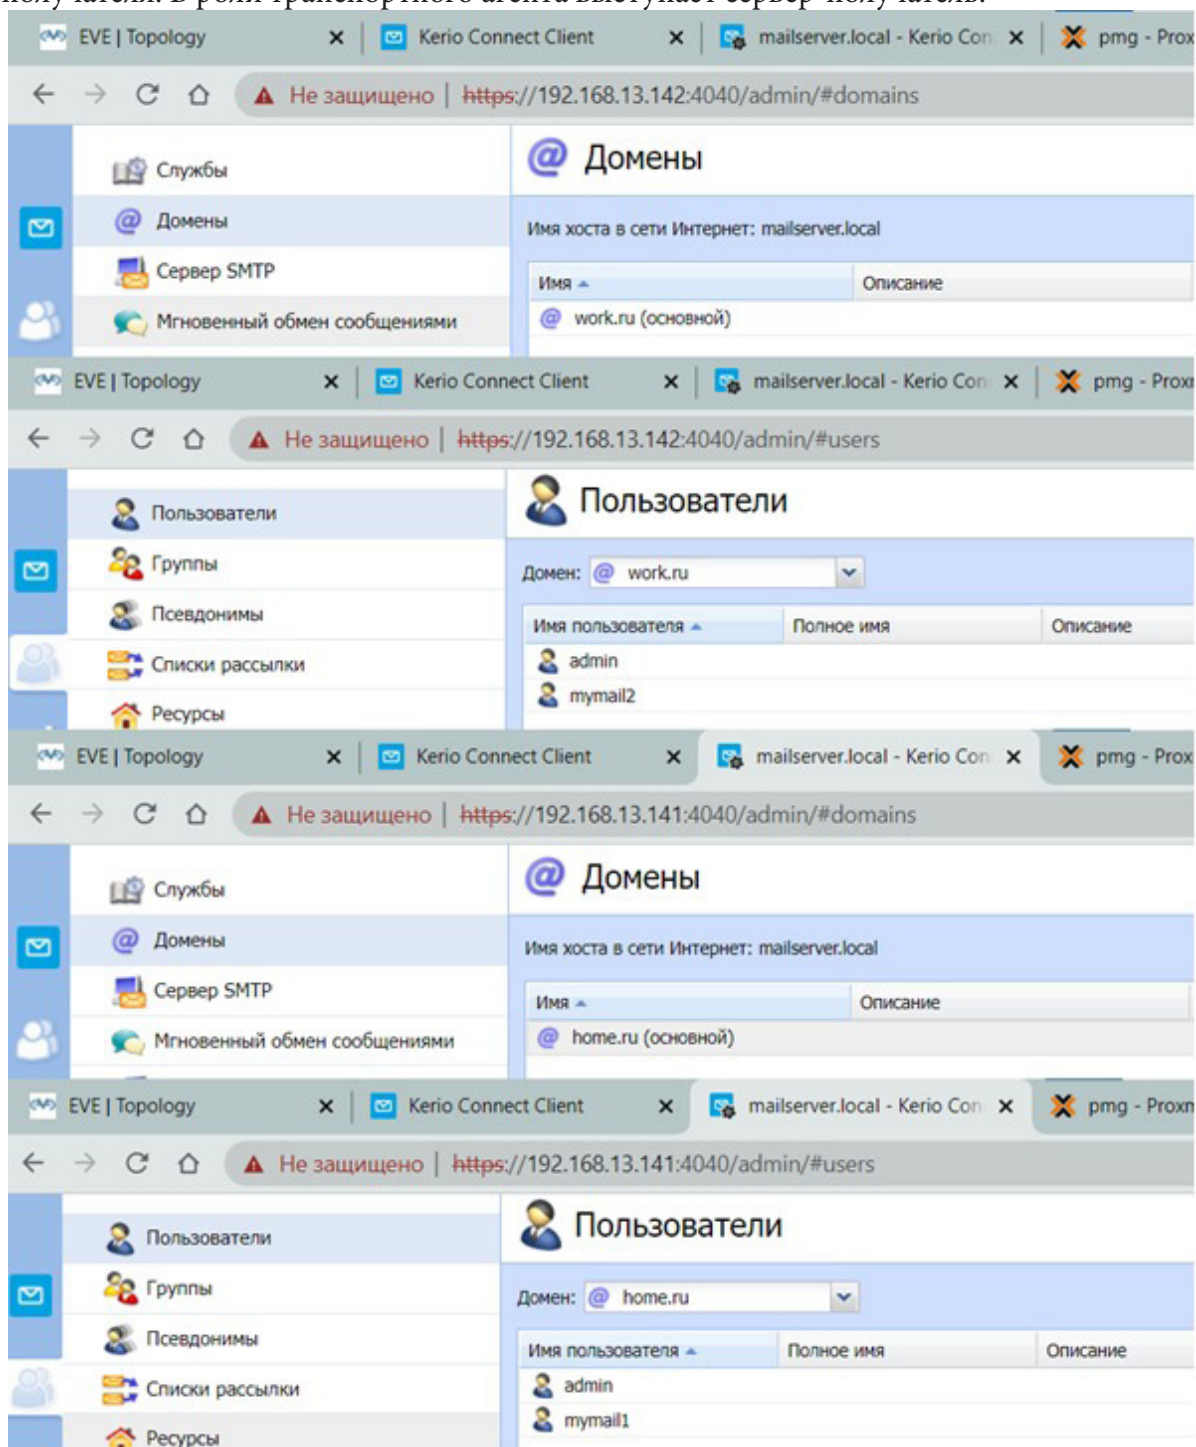 получателя. В роли транспортного агента выступает сервер-получатель.
EVE | Topology
Kerio Connect Client
mailserver.local - Kerio Con
pmg - Prox
Не защищено | https://192.168.13.142:4040/admin/#domains
Службы
Домены
Сервер SMTP
Мгновенный обмен сообщениями
Домены
Имя хоста в сети Интернет: mailserver.local
Имя
Описание
work.ru (основной)
EVE | Topology
Kerio Connect Client
mailserver.local - Kerio Con
pmg - Prox
Не защищено | https://192.168.13.142:4040/admin/#users
Пользователи
Группы
Псевдонимы
Списки рассылки
Ресурсы
Пользователи
Домен: @ work.ru
Имя пользователя
Полное имя
Описание
admin
mymail2
EVE | Topology
Kerio Connect Client
mailserver.local - Kerio Con
pmg - Prox
Не защищено | https://192.168.13.141:4040/admin/#domains
Службы
Домены
Сервер SMTP
Мгновенный обмен сообщениями
Домены
Имя хоста в сети Интернет: mailserver.local
Имя
Описание
home.ru (основной)
EVE | Topology
Kerio Connect Client
mailserver.local - Kerio Con
pmg - Prox
Не защищено | https://192.168.13.141:4040/admin/#users
Пользователи
Группы
Псевдонимы
Списки рассылки
Ресурсы
Пользователи
Домен: @ home.ru
Имя пользователя
Полное имя
Описание
admin
mymail1